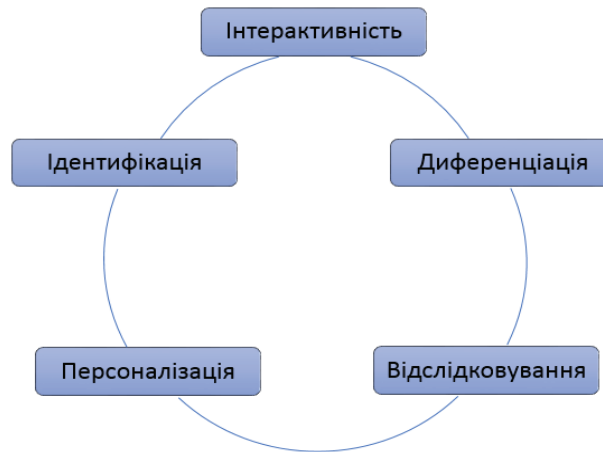 Інтерактивність
Ідентифікація
Диференціація
Персоналізація
Відслідковування